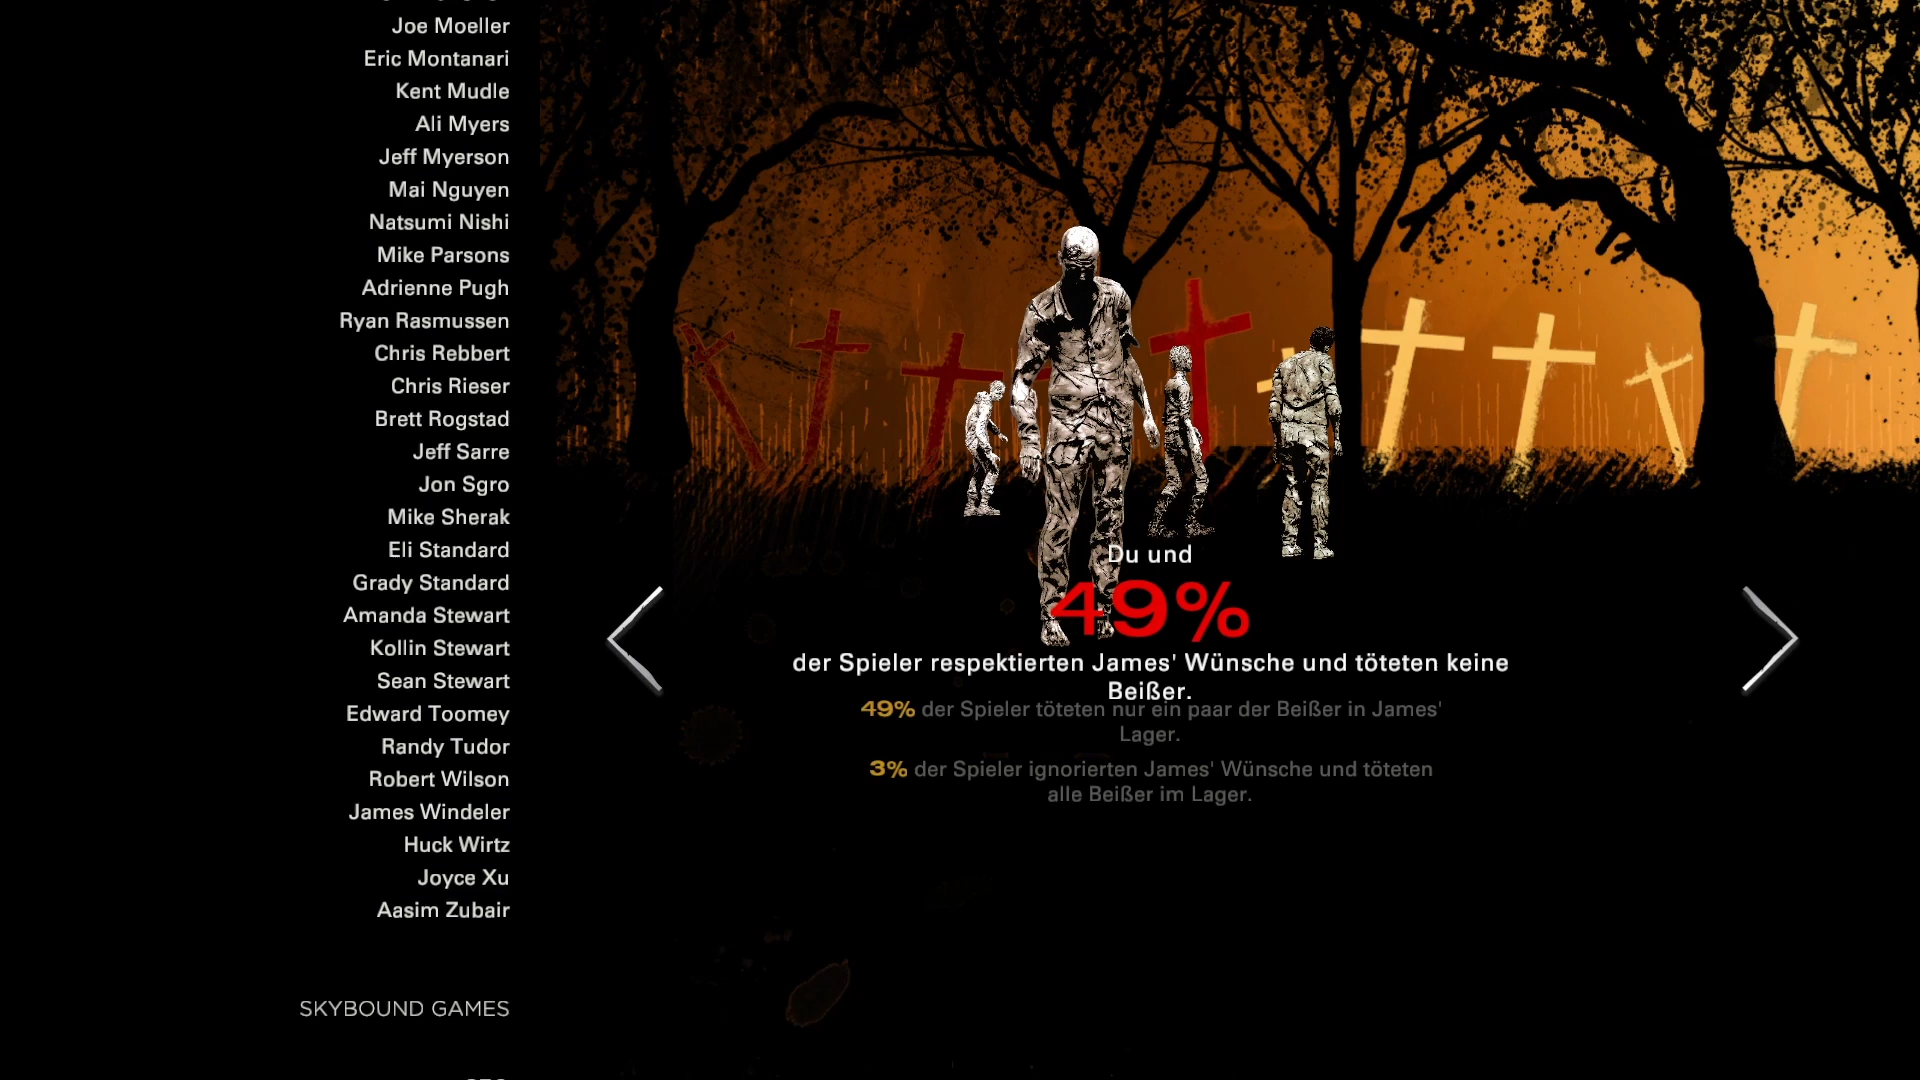 Joe Moeller
Eric Montanari
Kent Mudle
Ali Myers
Jeff Myerson
Mai Nguyen
Natsumi Nishi
Mike Parsons
Adrienne Pugh
Ryan Rasmussen
Chris Rebbert
Chris Rieser
Brett Rogstad
Jeff Sarre
Jon Sgro
Mike Sherak
Eli Standard
Grady Standard
Amanda Stewart
Kollin Stewart
Sean Stewart
Edward Toomey
Randy Tudor
Robert Wilson
James Windeler
Huck Wirtz
Joyce Xu
Aasim Zubair
SKYBOUND GAMES
Du und
49%
der Spieler respektierten James' Wünsche und töteten keine
Beißer.
49% der Spieler töteten nur ein paar der Beißer in James'
Lager.
3% der Spieler ignorierten James' Wünsche und töteten
alle Beißer im Lager.